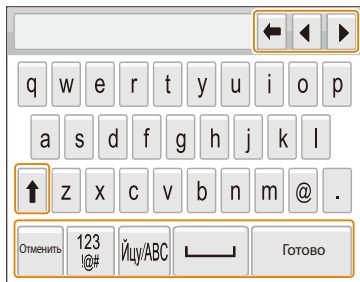 q w e r t y u i o p
a s d f g h j k l
z x c v b n m @ .
Отменить 123 !@# Йцу/ABC Готово